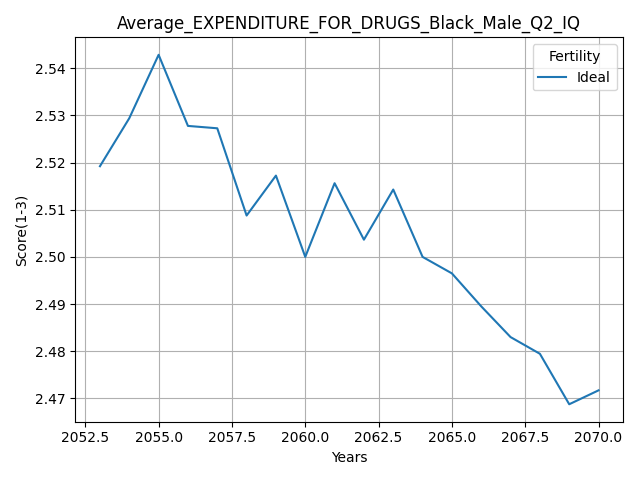 Average_EXPENDITURE_FOR_DRUGS_Black_Male_Q2_IQ
Fertility
Ideal
2.54
2.53
2.52
2.51
2.50
2.49
2.48
2.47
Score(1-3)
2052.5 2055.0 2057.5 2060.0 2062.5 2065.0 2067.5 2070.0
Years